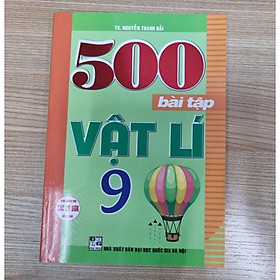 TS. NGUYỄN THANH HẢI
500
bài tập
VẬT LÍ
9
NHÀ XUẤT BẢN ĐẠI HỌC QUỐC GIA HÀ NỘI